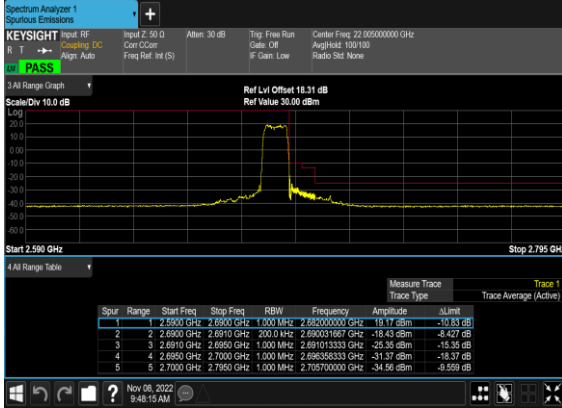 Spectrum Analyzer 1
Spurious Emissions
KEYSIGHT Input: RF Input Z: 50 Ω Atten: 30 dB Trig: Free Run Center Freq: 22.005000000 GHz
R T Coupling: DC Corr CCorr Gate: Off Avg|Hold: 100/100
Align: Auto Freq Ref: Int (S) IF Gain: Low Radio Std: None
LXI PASS
3 All Range Graph
Ref Lvl Offset 18.31 dB
Scale/Div 10.0 dB Ref Value 30.00 dBm
Log
20.0
10.0
0.00
-10.0
-20.0
-30.0
-40.0
-50.0
-60.0
Start 2.590 GHz Stop 2.795 GH
4 All Range Table
Measure Trace Trace 1
Trace Type Trace Average (Active)
Spur Range Start Freq Stop Freq RBW Frequency Amplitude ΔLimit
1 1 2.5900 GHz 2.6900 GHz 1.000 MHz 2.682000000 GHz 19.17 dBm -10.83 dB
2 2 2.6900 GHz 2.6910 GHz 200.0 kHz 2.690031667 GHz -18.43 dBm -8.427 dB
3 3 2.6910 GHz 2.6950 GHz 1.000 MHz 2.691013333 GHz -25.35 dBm -15.35 dB
4 4 2.6950 GHz 2.7000 GHz 1.000 MHz 2.696358333 GHz -31.37 dBm -18.37 dB
5 5 2.7000 GHz 2.7950 GHz 1.000 MHz 2.705700000 GHz -34.56 dBm -9.559 dB
Nov 08, 2022
9:48:15 AM